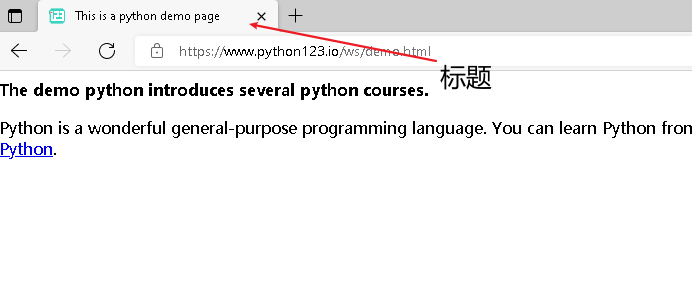 This is a python demo page
https://www.python123.io/ws/demo.html
标题
The demo python introduces several python courses.
Python is a wonderful general-purpose programming language. You can learn Python fron
Python.